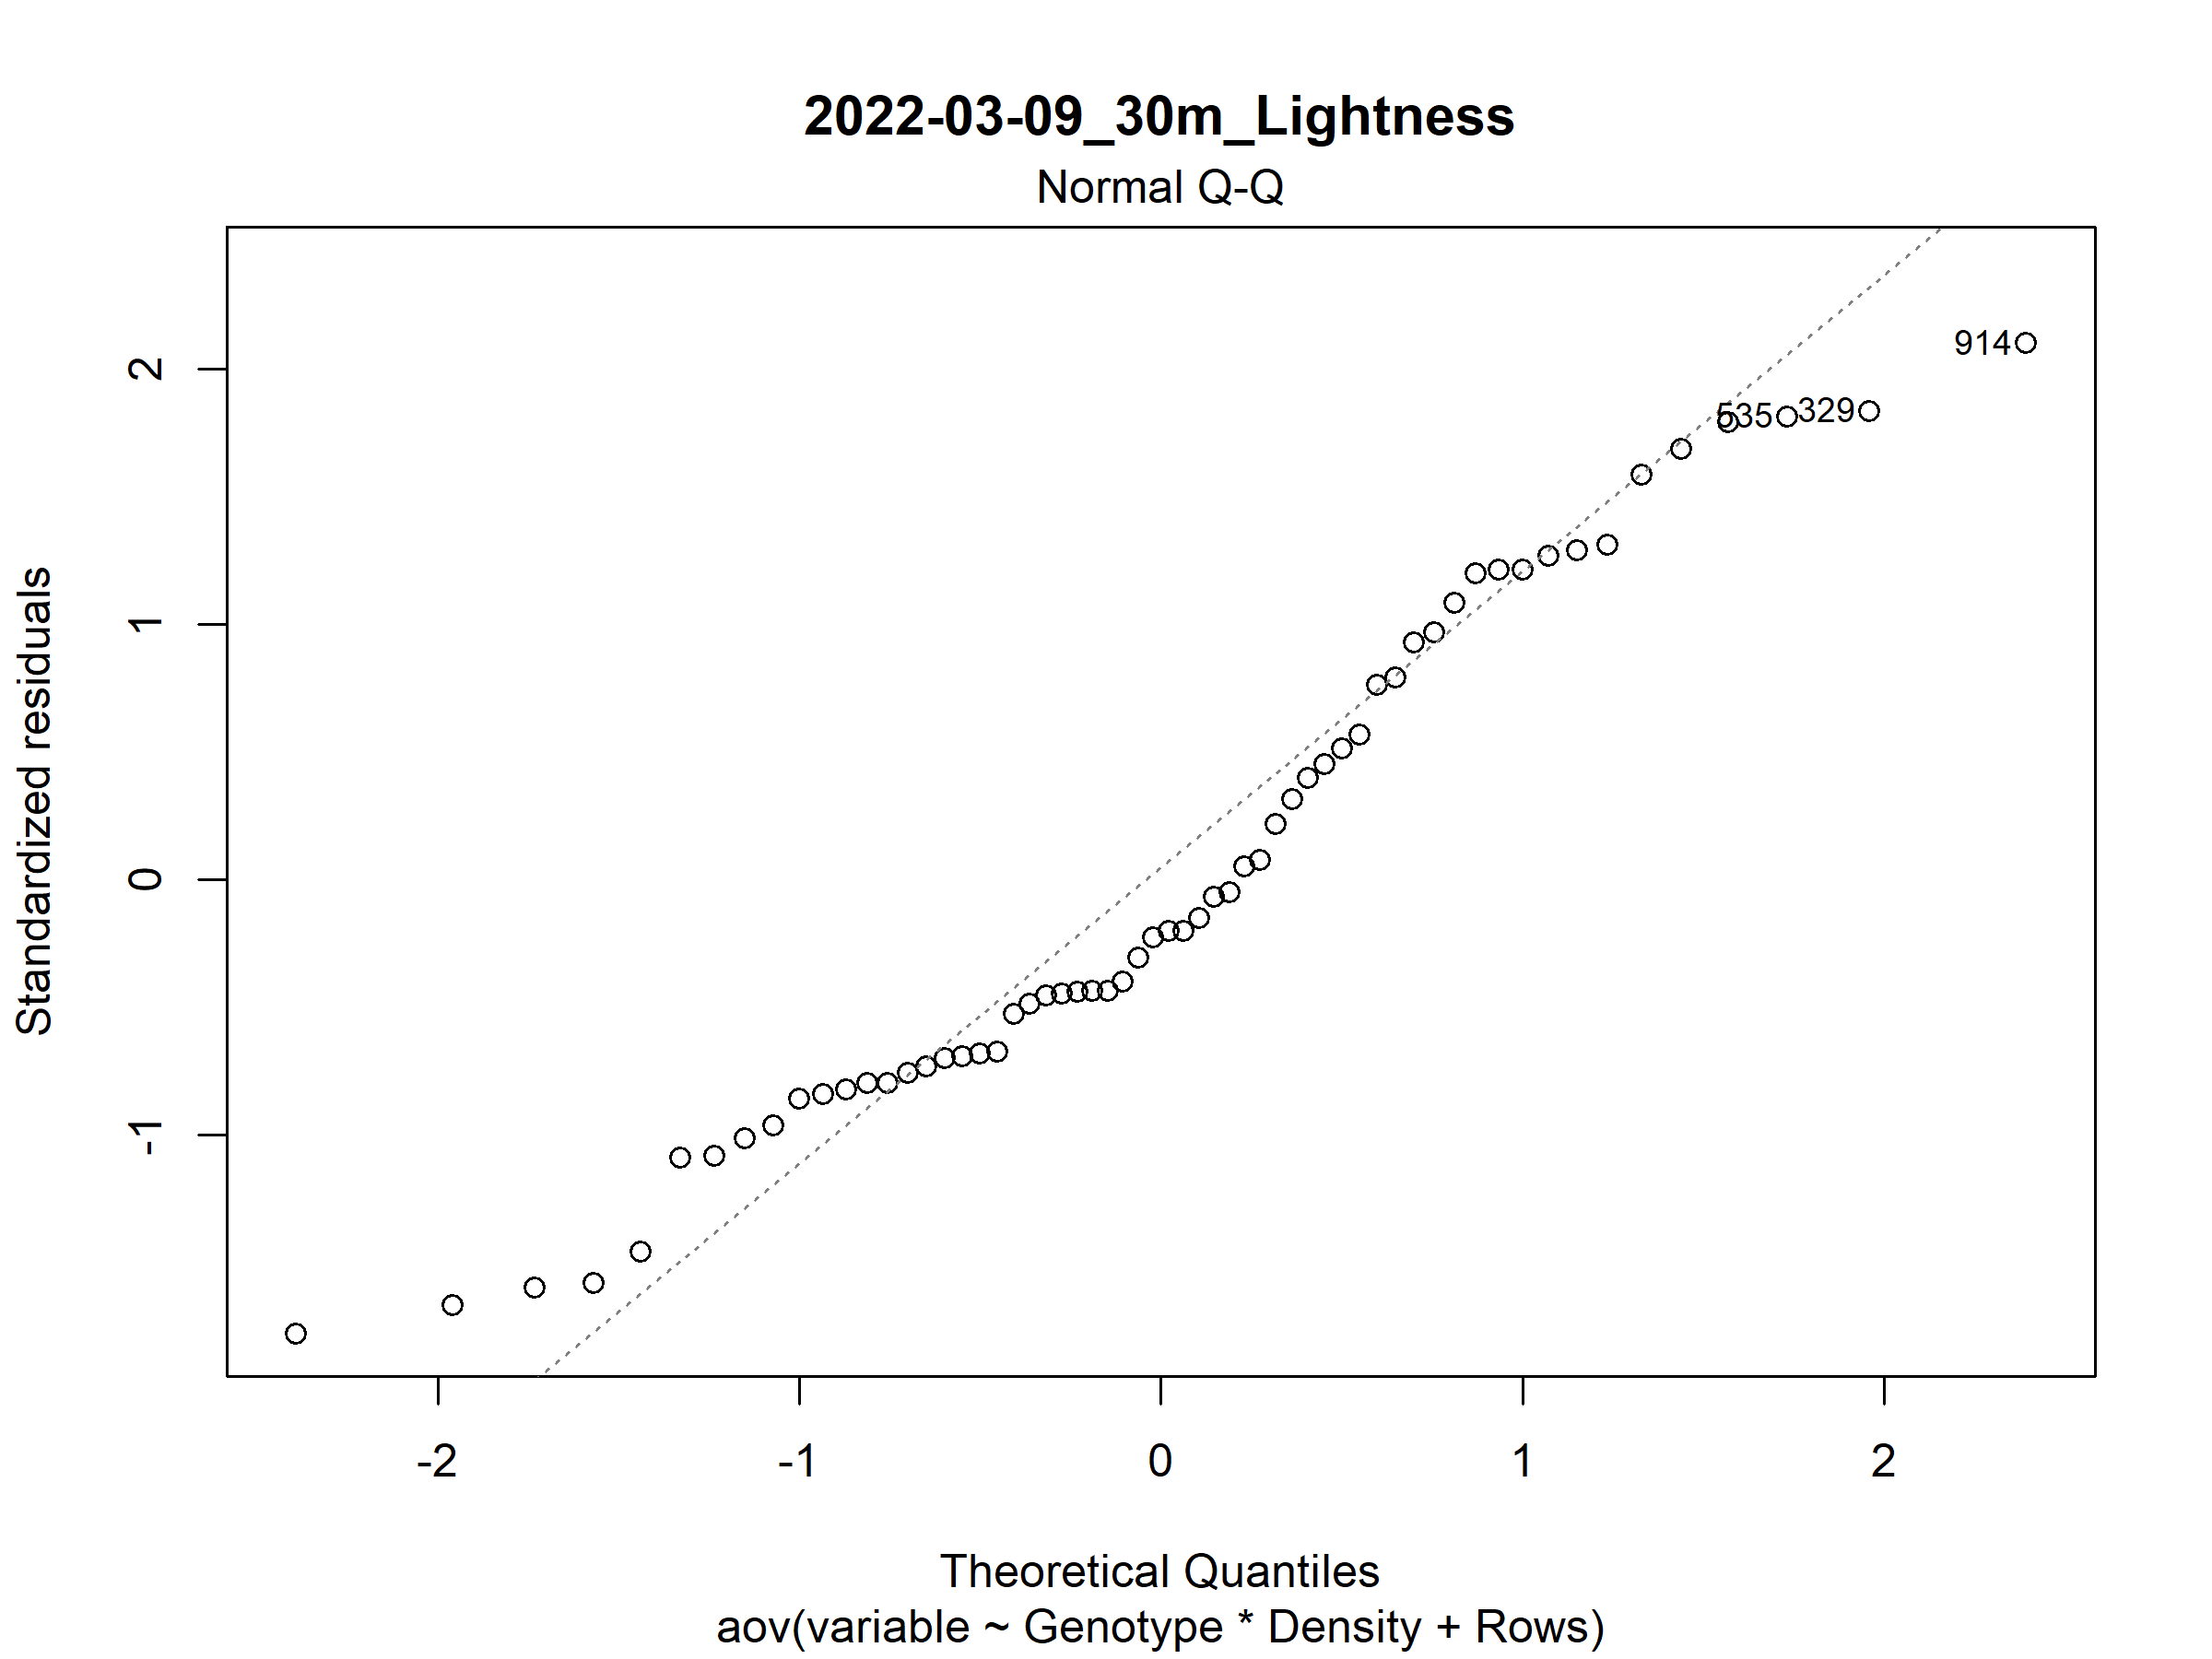 2022-03-09_30m_Lightness
Normal Q-Q
Standardized residuals
2
1
0
-1
914
535
329
-2
-1
0
1
2
Theoretical Quantiles
aov(variable ~ Genotype * Density + Rows)